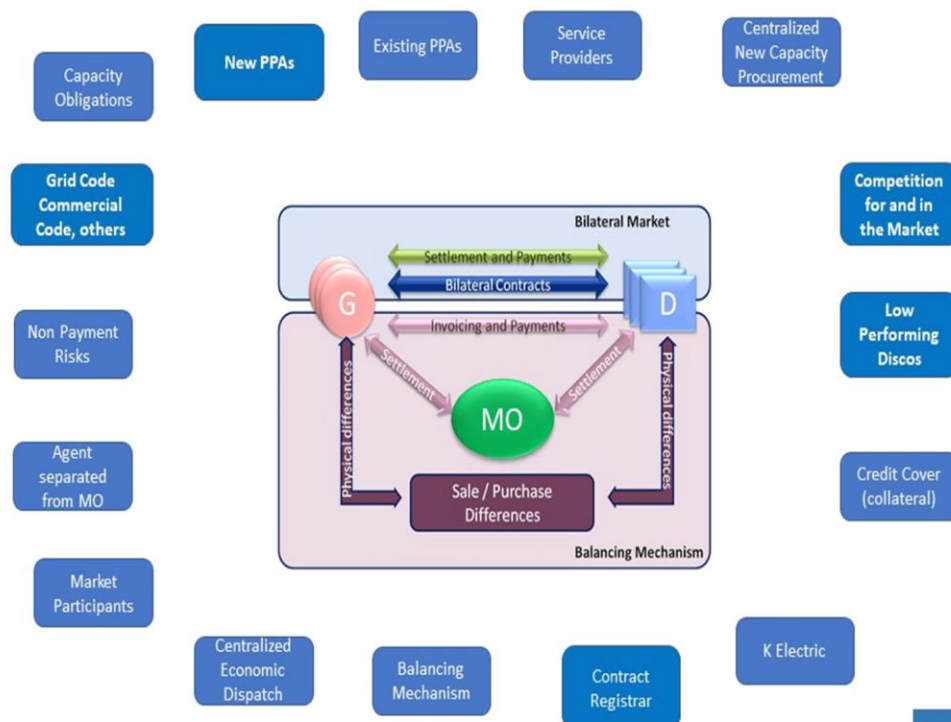 Capacity
Obligations
New PPAs
Existing PPAs
Service
Providers
Centralized
New Capacity
Procurement
Grid Code
Commercial
Code, others
Competition
for and in
the Market
Non Payment
Risks
Low
Performing
Discos
Agent
separated
from MO
Credit Cover
(collateral)
Market
Participants
Centralized
Economic
Dispatch
Balancing
Mechanism
Contract
Registrar
K Electric
Bilateral Market
Settlement and Payments
Bilateral Contracts
G
D
Invoicing and Payments
Settlement
Settlement
Physical differences
Physical differences
MO
Sale / Purchase
Differences
Balancing Mechanism